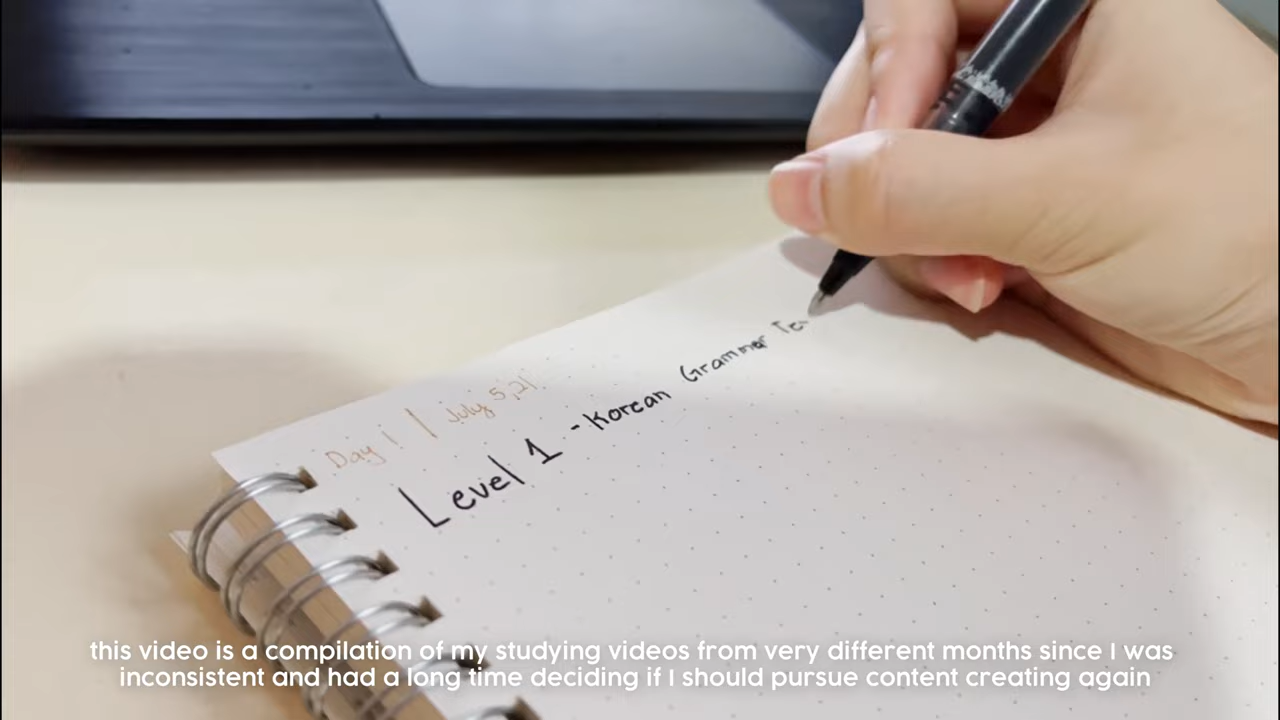 Day 1 | July 5, 21
Level 1 - Korean Grammar
this video is a compilation of my studying videos from very different months since I was
inconsistent and had a long time deciding if I should pursue content creating again